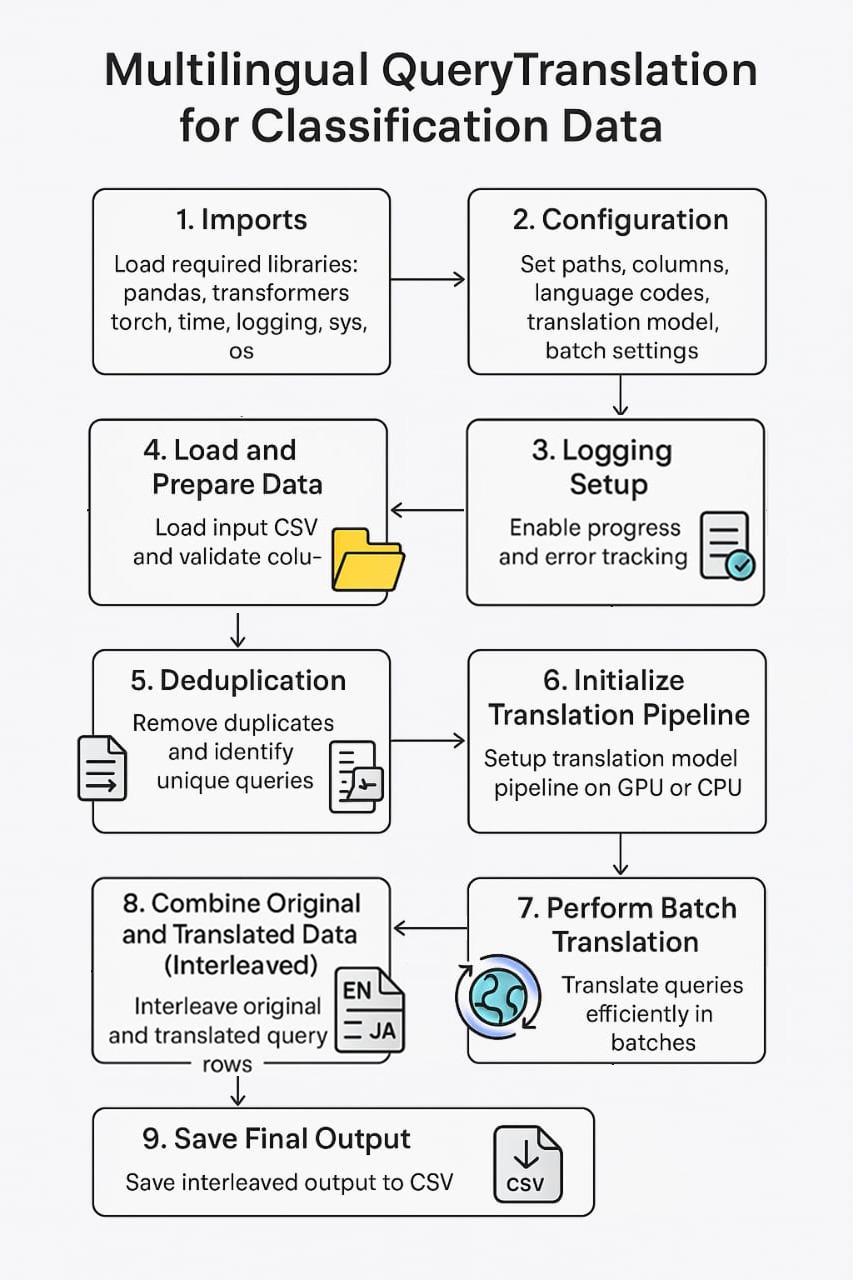 Multilingual QueryTranslation
for Classification Data
1. Imports
Load required libraries:
pandas, transformers
torch, time, logging, sys,
os
2. Configuration
Set paths, columns,
language codes,
translation model,
batch settings
3. Logging
Setup
Enable progress
and error tracking
4. Load and
Prepare Data
Load input CSV
and validate colu-
5. Deduplication
Remove duplicates
and identify
unique queries
6. Initialize
Translation Pipeline
Setup translation model
pipeline on GPU or CPU
7. Perform Batch
Translation
Translate queries
efficiently in
batches
8. Combine Original
and Translated Data
(Interleaved)
Interleave original
and translated query
rows
EN
JA
9. Save Final Output
Save interleaved output to CSV
CSV